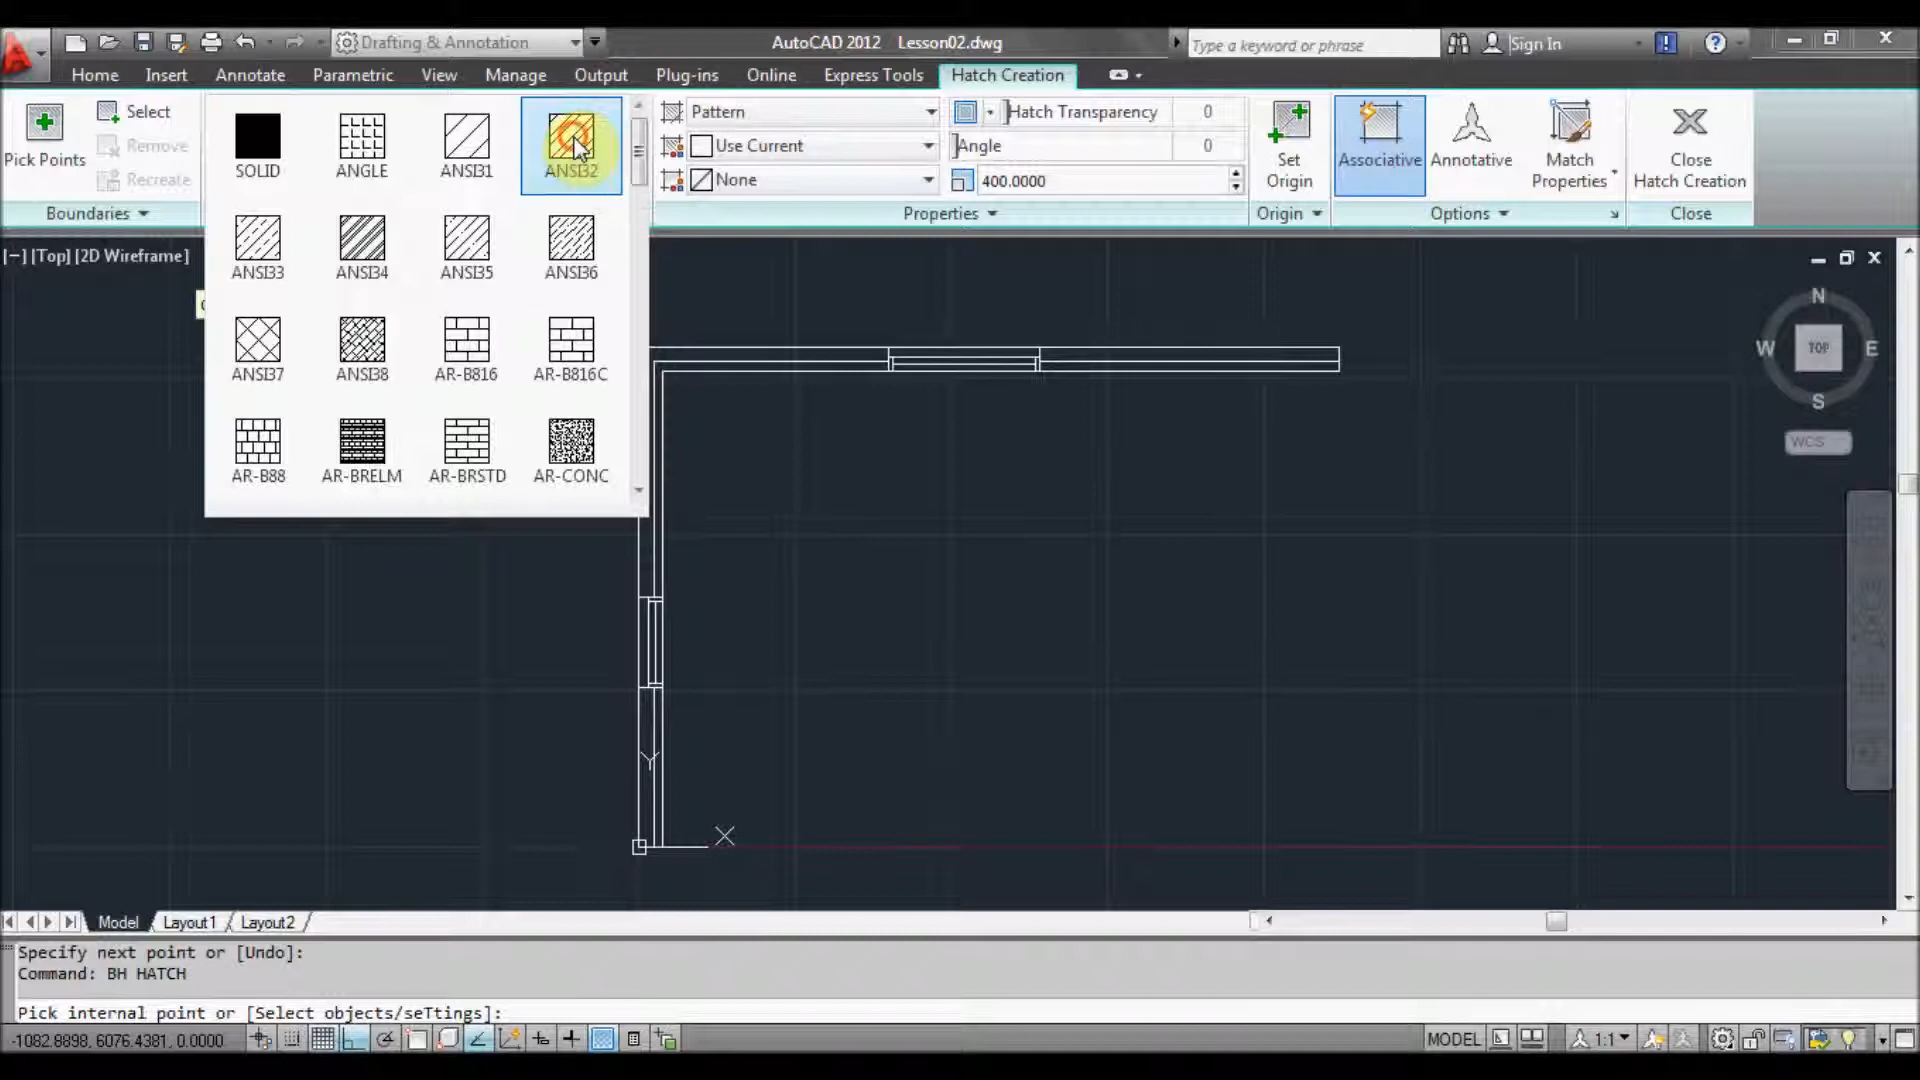 Drafting & Annotation
AutoCAD 2012 Lesson02.dwg
Type a keyword or phrase
Sign In
Home Insert Annotate Parametric View Manage Output Plug-ins Online Express Tools Hatch Creation
Pick Points
Select
Remove
Recreate
Boundaries
SOLID ANGLE ANSI31 ANSI32
ANSI33 ANSI34 ANSI35 ANSI36
ANSI37 ANSI38 AR-B816 AR-B816C
AR-B88 AR-BRELM AR-BRSTD AR-CONC
Pattern
Use Current
None
Hatch Transparency 0
Angle 0
400.0000
Properties
Set
Origin
Origin
Associative
Annotative
Match
Properties
Options
Close
Hatch Creation
Close
[−] [Top] [2D Wireframe]
N
W TOP E
S
WCS
Y
X
Model Layout1 Layout2
Specify next point or [Undo]:
Command: BH HATCH
Pick internal point or [Select objects/seTtings]:
-1082.8898, 6076.4381, 0.0000
MODEL
1:1